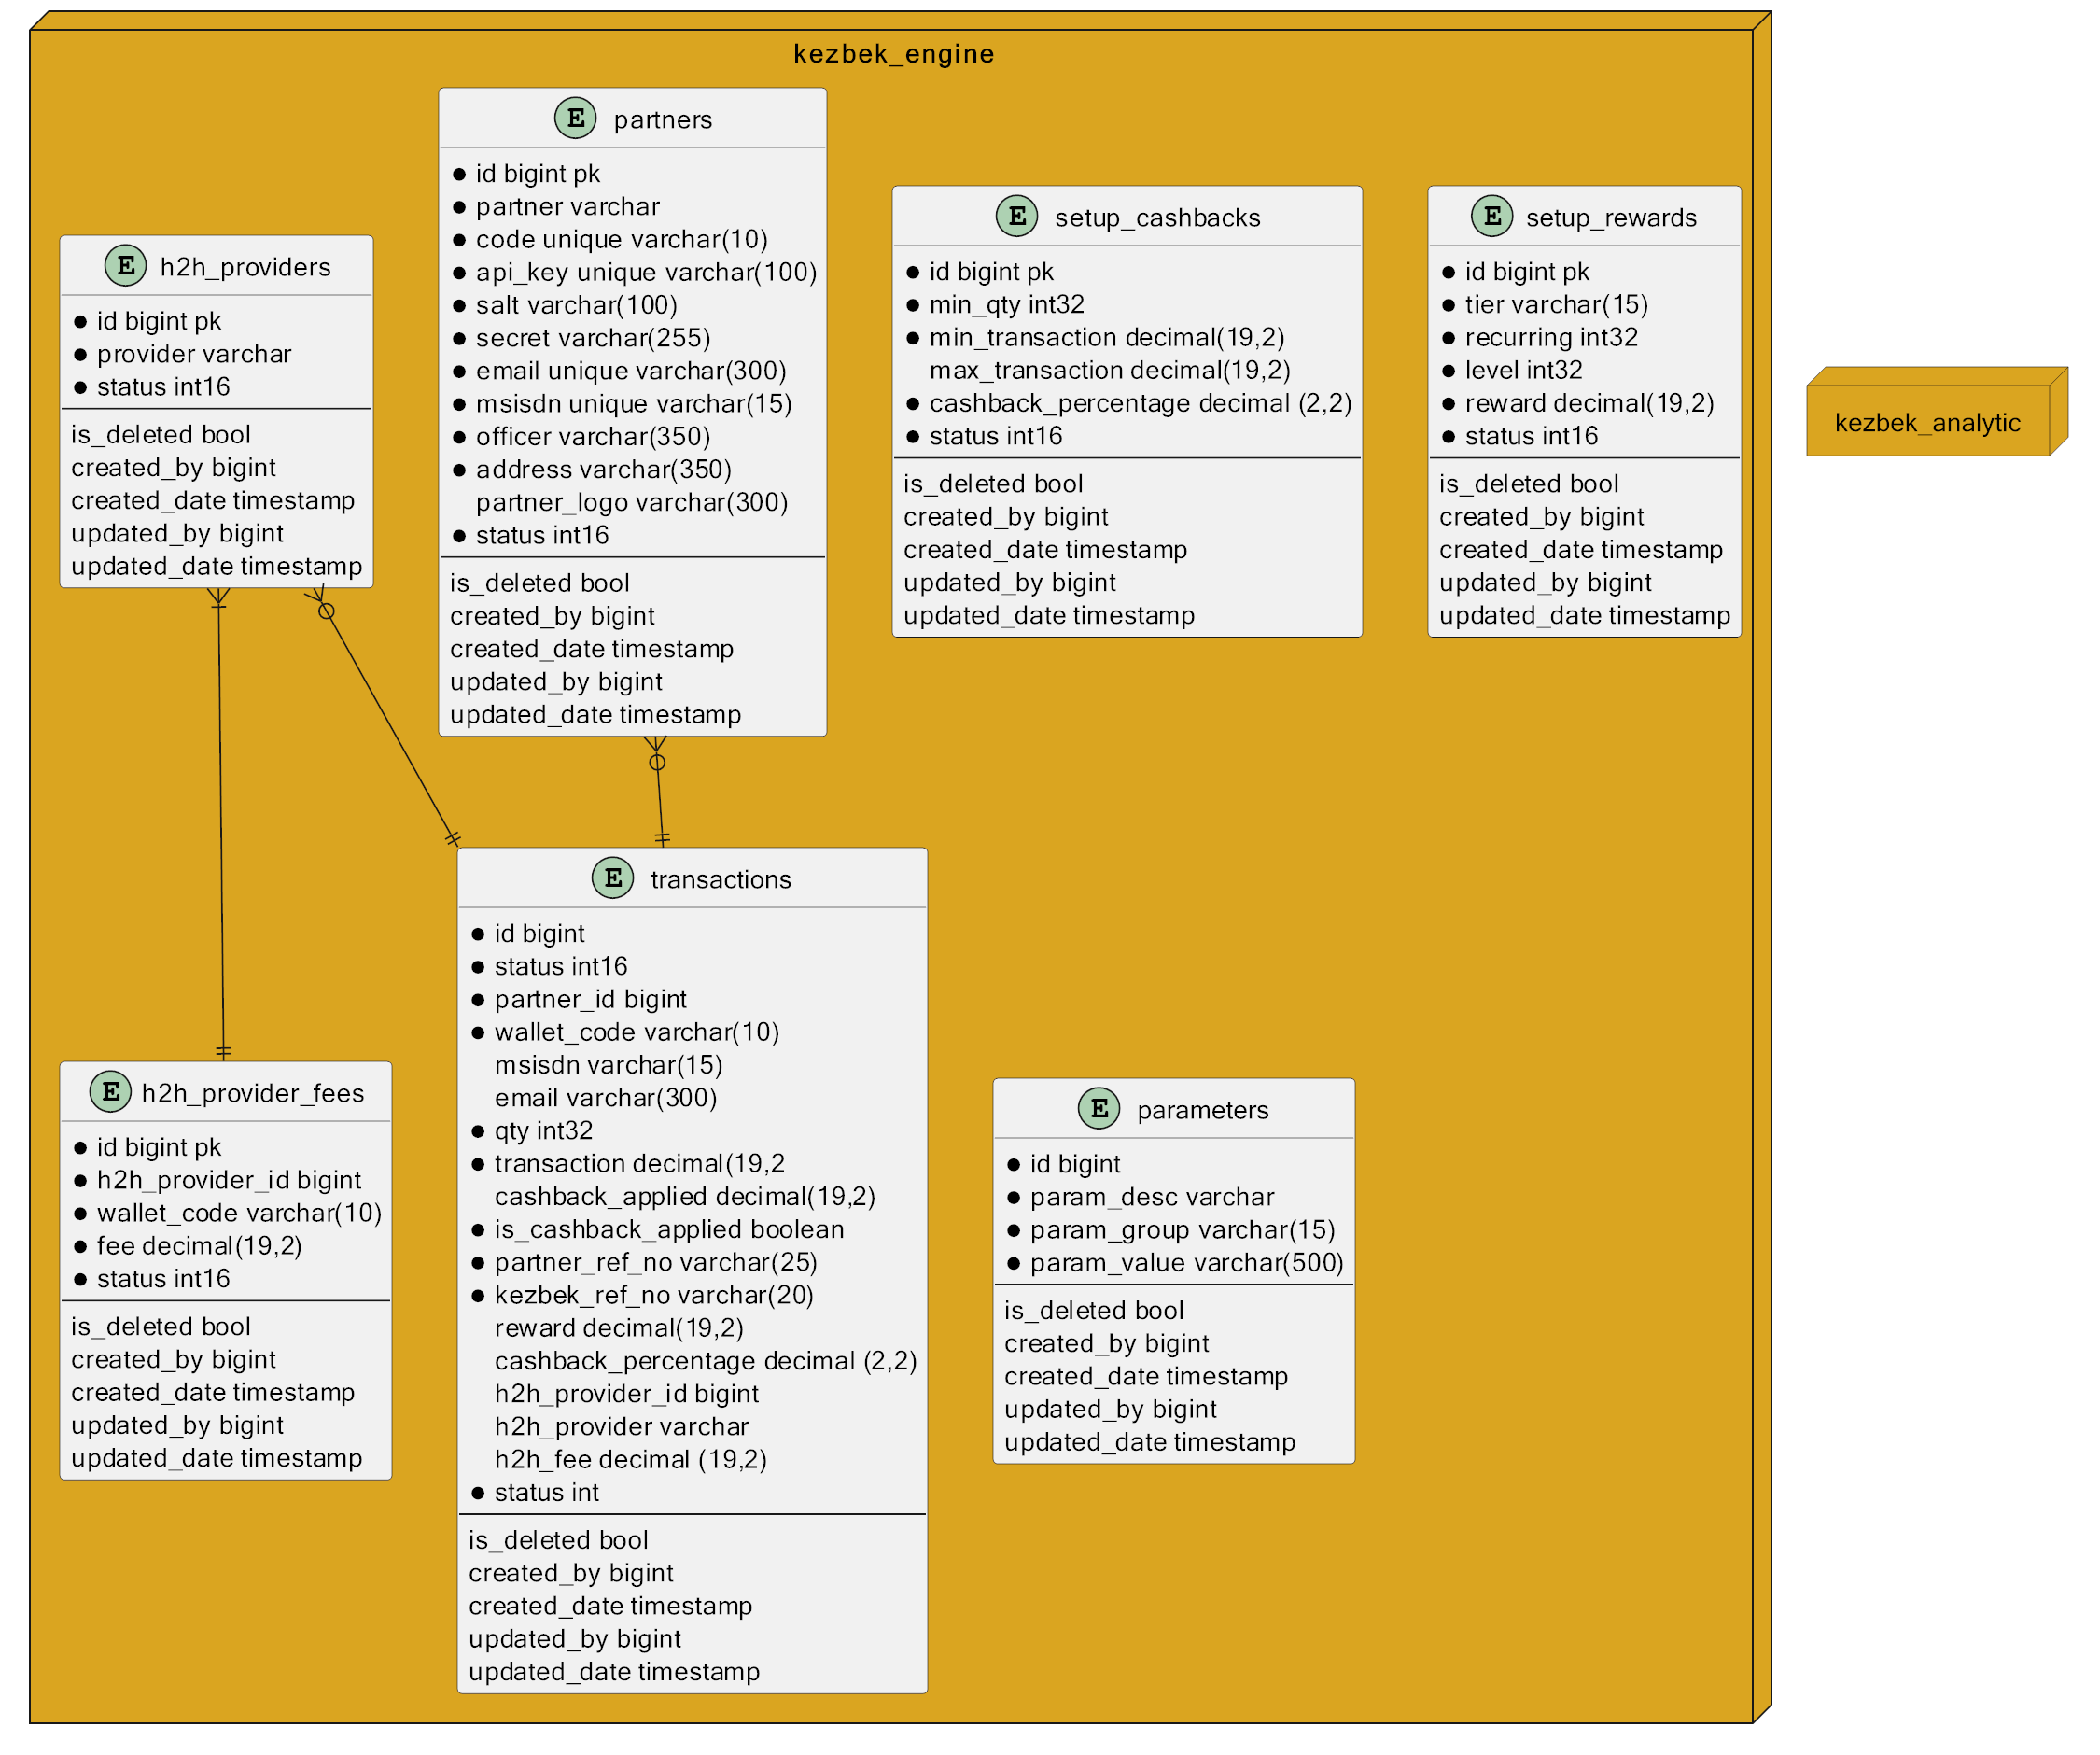 kezbek_engine
E partners
id bigint pk
partner varchar
code unique varchar(10)
api_key unique varchar(100)
salt varchar(100)
secret varchar(255)
email unique varchar(300)
msisdn unique varchar(15)
officer varchar(350)
address varchar(350)
partner_logo varchar(300)
status int16
is_deleted bool
created_by bigint
created_date timestamp
updated_by bigint
updated_date timestamp
E setup_cashbacks
id bigint pk
min_qty int32
min_transaction decimal(19,2)
max_transaction decimal(19,2)
cashback_percentage decimal (2,2)
status int16
is_deleted bool
created_by bigint
created_date timestamp
updated_by bigint
updated_date timestamp
E setup_rewards
id bigint pk
tier varchar(15)
recurring int32
level int32
reward decimal(19,2)
status int16
is_deleted bool
created_by bigint
created_date timestamp
updated_by bigint
updated_date timestamp
E h2h_providers
id bigint pk
provider varchar
status int16
is_deleted bool
created_by bigint
created_date timestamp
updated_by bigint
updated_date timestamp
kezbek_analytic
E transactions
id bigint
status int16
partner_id bigint
wallet_code varchar(10)
msisdn varchar(15)
email varchar(300)
qty int32
transaction decimal(19,2
cashback_applied decimal(19,2)
is_cashback_applied boolean
partner_ref_no varchar(25)
kezbek_ref_no varchar(20)
reward decimal(19,2)
cashback_percentage decimal (2,2)
h2h_provider_id bigint
h2h_provider varchar
h2h_fee decimal (19,2)
status int
is_deleted bool
created_by bigint
created_date timestamp
updated_by bigint
updated_date timestamp
E h2h_provider_fees
id bigint pk
h2h_provider_id bigint
wallet_code varchar(10)
fee decimal(19,2)
status int16
is_deleted bool
created_by bigint
created_date timestamp
updated_by bigint
updated_date timestamp
E parameters
id bigint
param_desc varchar
param_group varchar(15)
param_value varchar(500)
is_deleted bool
created_by bigint
created_date timestamp
updated_by bigint
updated_date timestamp